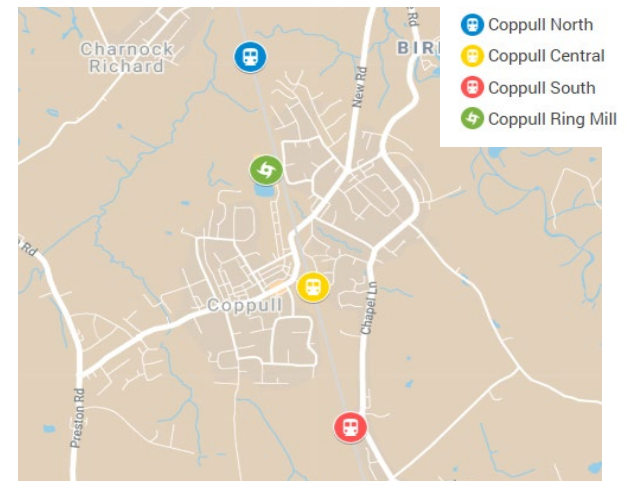 Coppull North
Coppull Central
Coppull South
Coppull Ring Mill
Charnock
Richard
Rd
BIR
New Rd
Rd
Coppull
Chapel Ln
Preston Rd